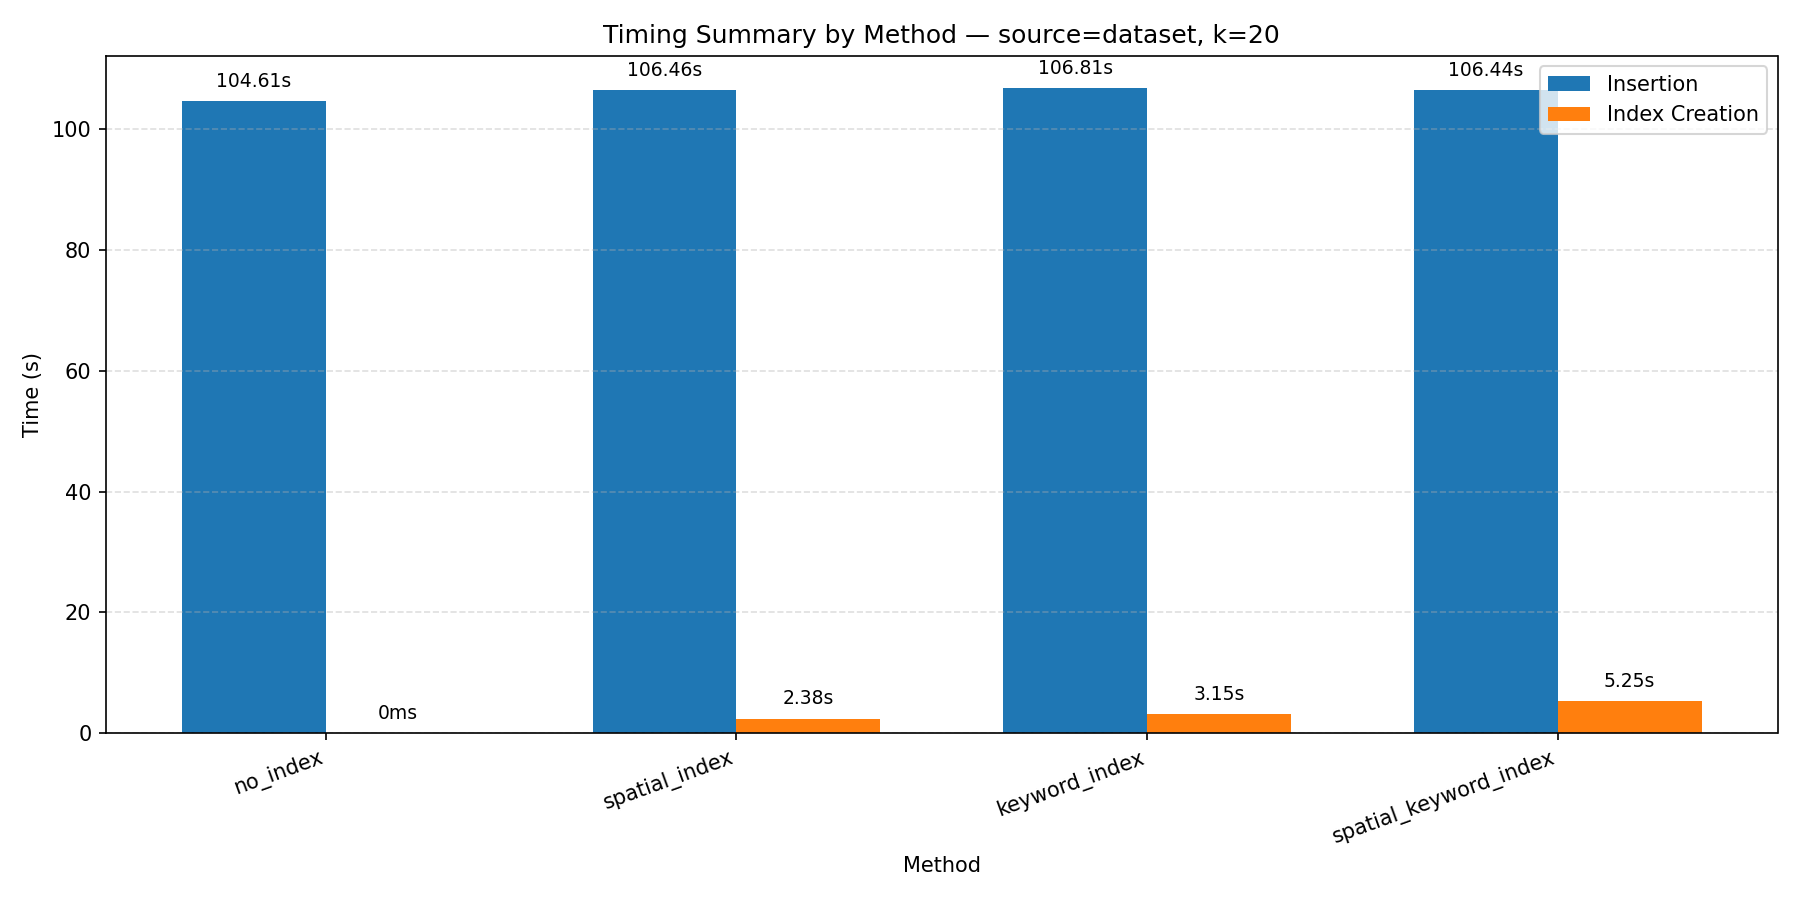 Timing Summary by Method — source=dataset, k=20
104.61s
106.46s
106.81s
106.44s
Insertion
Index Creation
100
80
60
40
20
0
Time (s)
0ms
2.38s
3.15s
5.25s
no_index
spatial_index
keyword_index
spatial_keyword_index
Method